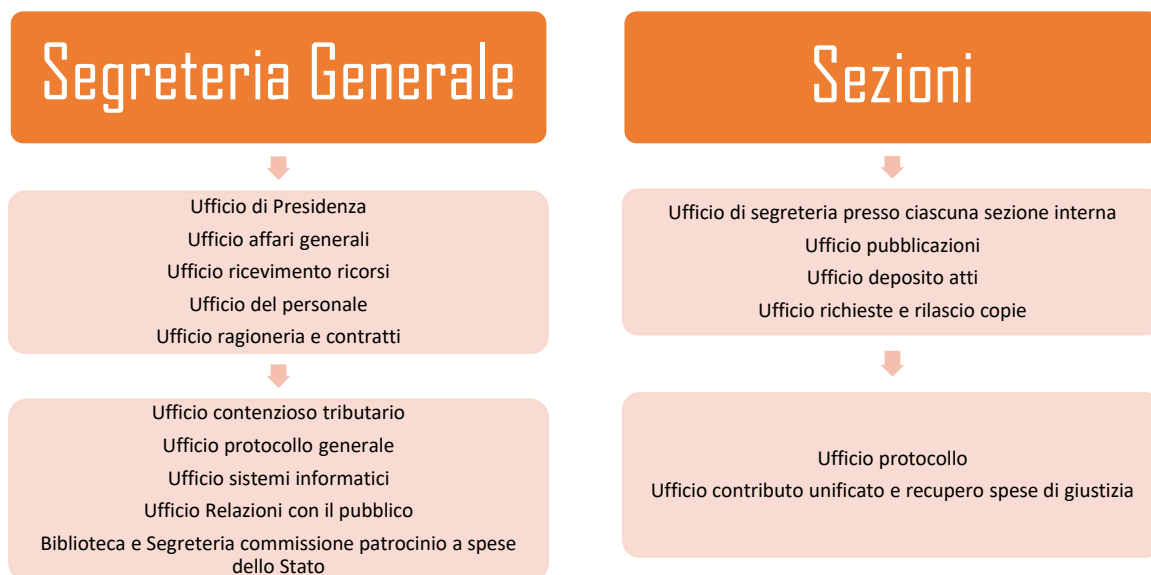 Segreteria Generale
Ufficio di Presidenza
Ufficio affari generali
Ufficio ricevimento ricorsi
Ufficio del personale
Ufficio ragioneria e contratti
Ufficio contenzioso tributario
Ufficio protocollo generale
Ufficio sistemi informatici
Ufficio Relazioni con il pubblico
Biblioteca e Segreteria commissione patrocinio a spese
dello Stato
Sezioni
Ufficio di segreteria presso ciascuna sezione interna
Ufficio pubblicazioni
Ufficio deposito atti
Ufficio richieste e rilascio copie
Ufficio protocollo
Ufficio contributo unificato e recupero spese di giustizia